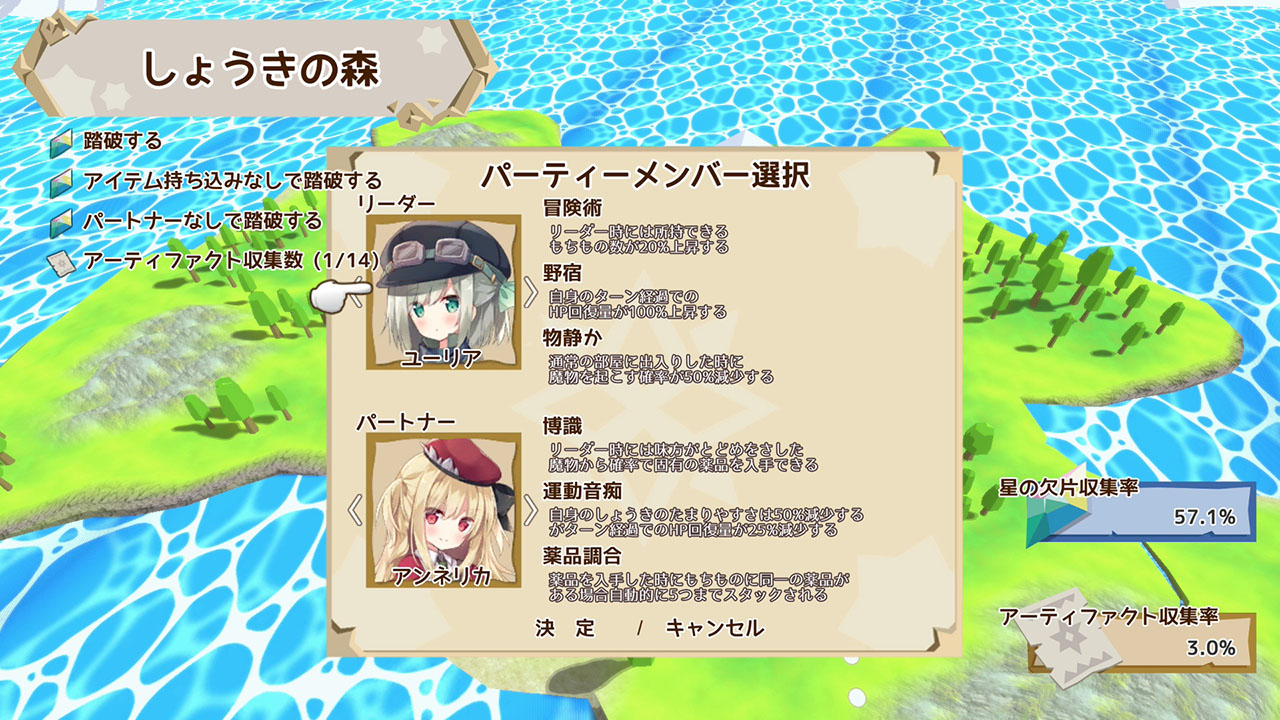 しょうきの森
踏破する
アイテム持ち込みなしで踏破する
パートナーなしで踏破する
アーティファクト収集数 (1/14)
パーティーメンバー選択
リーダー
ユーリア
冒険術
リーダー時には所持できる
もちもの数が20%上昇する
野宿
自身のターン経過での
HP回復量が100%上昇する
物静か
通常の部屋に出入りした時に
魔物を起こす確率が50%減少する
パートナー
アンネリカ
博識
リーダー時には味方がとどめをさした
魔物から確率で固有の薬品を入手できる
運動音痴
自身のしょうきのたまりやすさは50%減少する
がターン経過でのHP回復量が25%減少する
薬品調合
薬品を入手した時にもちものに同一の薬品が
ある場合自動的に5つまでスタックされる
決 定 / キャンセル
星の欠片収集率
57.1%
アーティファクト収集率
3.0%